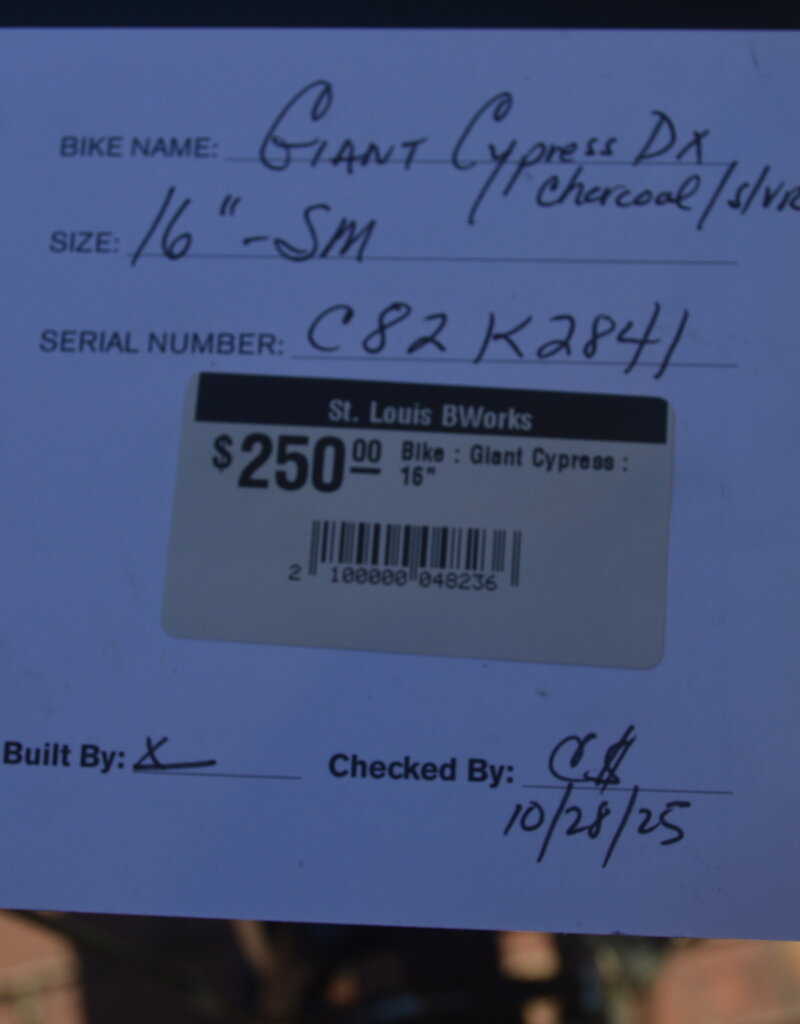 BIKE NAME: GIANT Cypress DX
charcoal/slvr
SIZE: 16" - SM
SERIAL NUMBER: C82K2841
St. Louis BWorks
$250.00 Bike : Giant Cypress :
16"
2 100000 048236
Built By: X Checked By: C.$
10/28/25